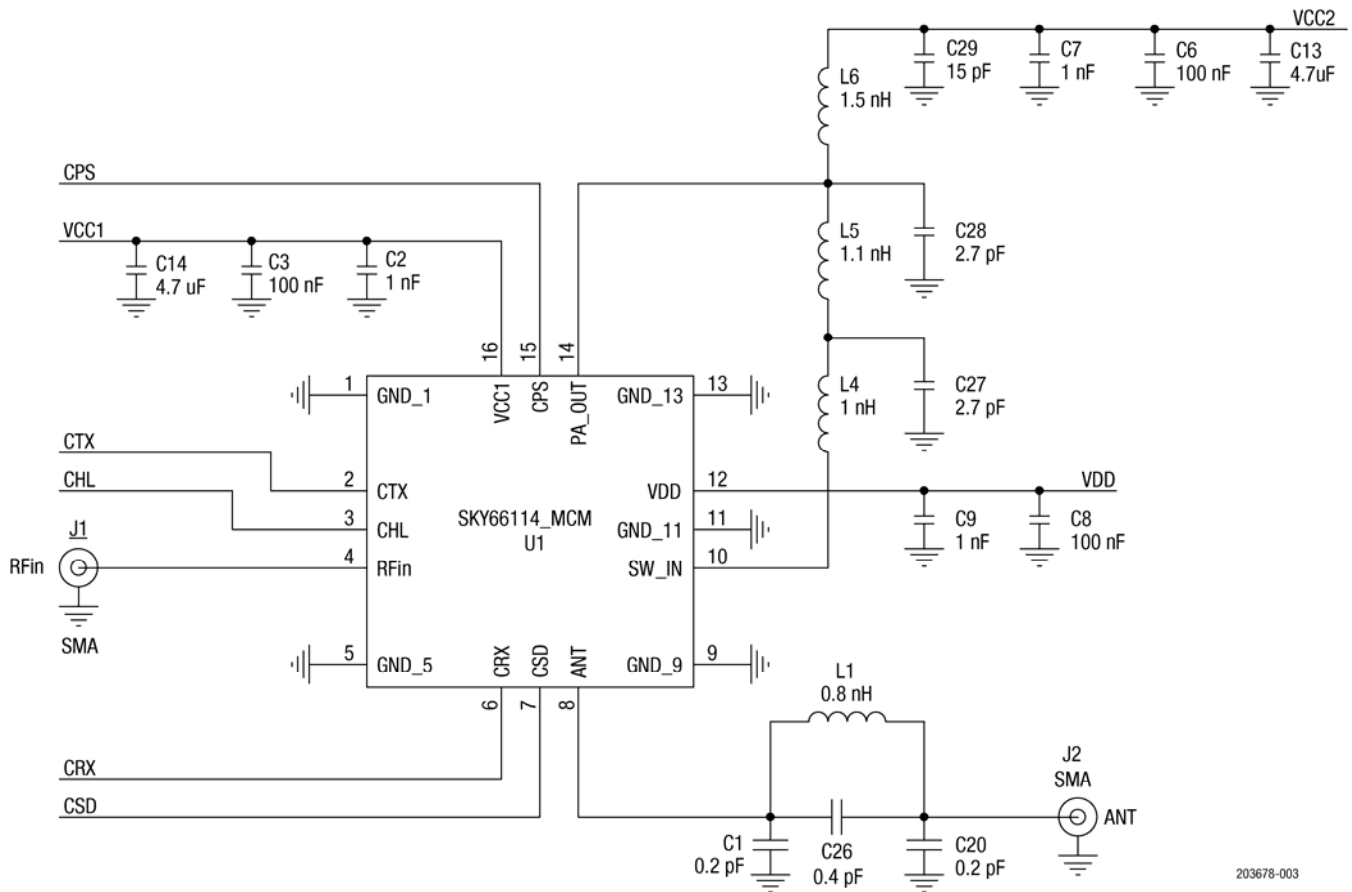 VCC2
C29
15 pF
C7
1 nF
C6
100 nF
C13
4.7uF
L6
1.5 nH
CPS
VCC1
C14
4.7 uF
C3
100 nF
C2
1 nF
L5
1.1 nH
C28
2.7 pF
16
15
14
1
GND_1
VCC1
CPS
PA_OUT
GND_13
13
L4
1 nH
C27
2.7 pF
CTX
2
CTX
CHL
3
CHL
J1
RFin
SMA
4
RFin
SKY66114_MCM
U1
VDD
12
VDD
GND_11
11
SW_IN
10
C9
1 nF
C8
100 nF
5
GND_5
CRX
CSD
ANT
GND_9
9
6
7
8
L1
0.8 nH
CRX
CSD
J2
SMA
ANT
C1
0.2 pF
C26
0.4 pF
C20
0.2 pF
203678-003